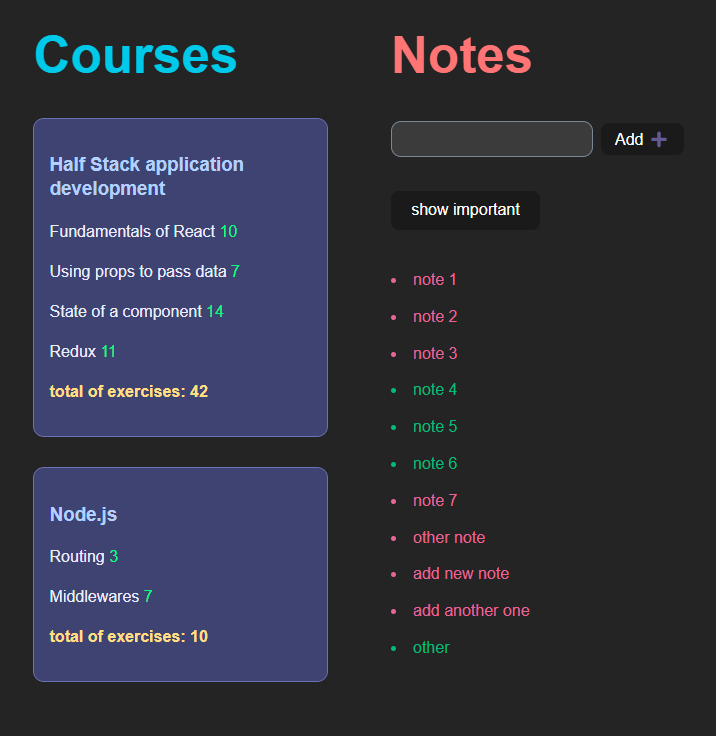 Courses
Half Stack application
development
Fundamentals of React 10
Using props to pass data 7
State of a component 14
Redux 11
total of exercises: 42
Node.js
Routing 3
Middlewares 7
total of exercises: 10
Notes
Add
show important
note 1
note 2
note 3
note 4
note 5
note 6
note 7
other note
add new note
add another one
other